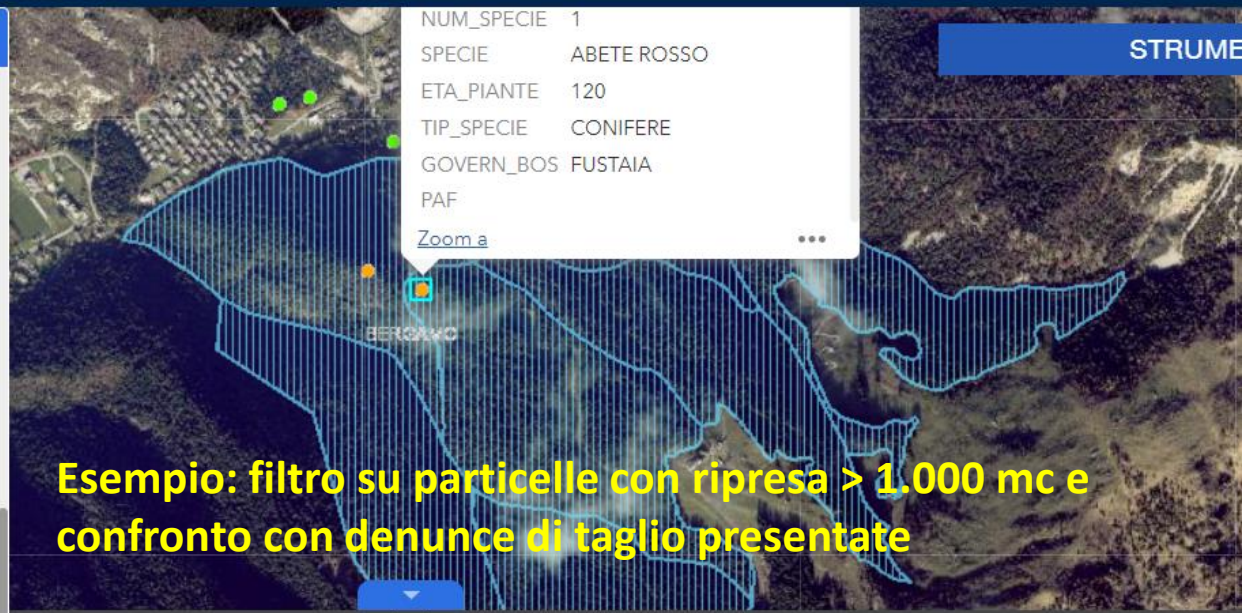 NUM_SPECIE 1
STRUME
SPECIE ABETE ROSSO
ETA_PIANTE 120
TIP_SPECIE CONIFERE
GOVERN_BOS FUSTAIA
PAF
Zoom a
BERGAMO
Esempio: filtro su particelle con ripresa > 1.000 mc e
confronto con denunce di taglio presentate